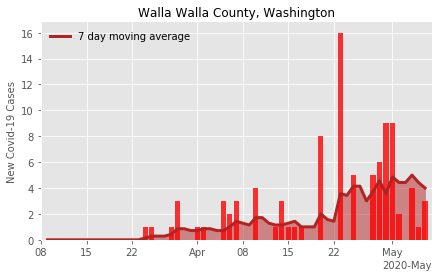 Walla Walla County, Washington
7 day moving average
New Covid-19 Cases
16
14
12
10
8
6
4
2
0
08
15
22
Apr
08
15
22
May
2020-May